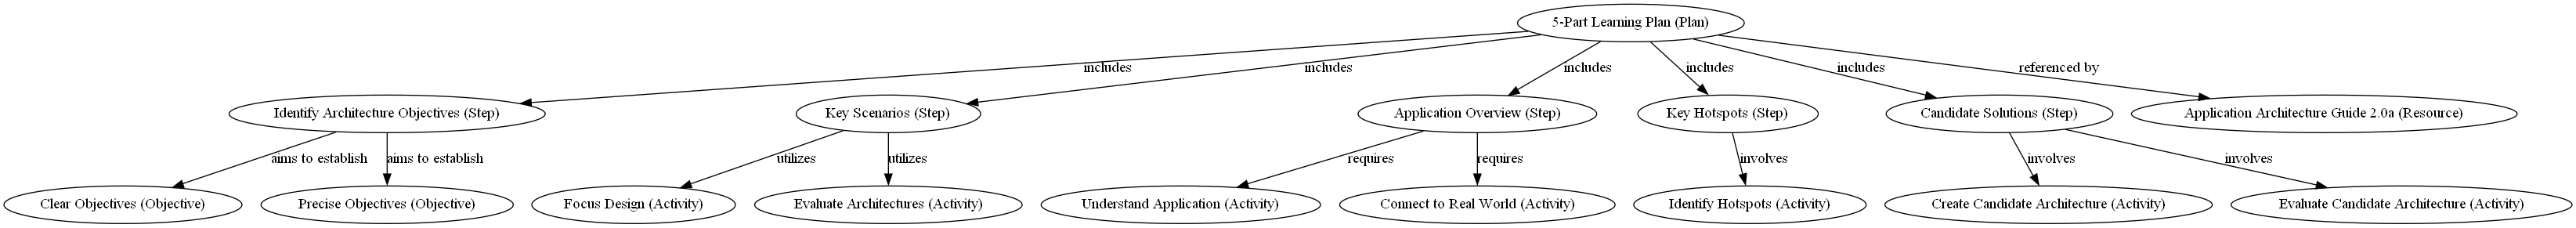 5-Part Learning Plan (Plan)
includes
includes
includes
includes
includes
referenced by
Identify Architecture Objectives (Step)
Key Scenarios (Step)
Application Overview (Step)
Key Hotspots (Step)
Candidate Solutions (Step)
Application Architecture Guide 2.0a (Resource)
aims to establish
aims to establish
utilizes
utilizes
requires
requires
involves
involves
involves
Clear Objectives (Objective)
Precise Objectives (Objective)
Focus Design (Activity)
Evaluate Architectures (Activity)
Understand Application (Activity)
Connect to Real World (Activity)
Identify Hotspots (Activity)
Create Candidate Architecture (Activity)
Evaluate Candidate Architecture (Activity)